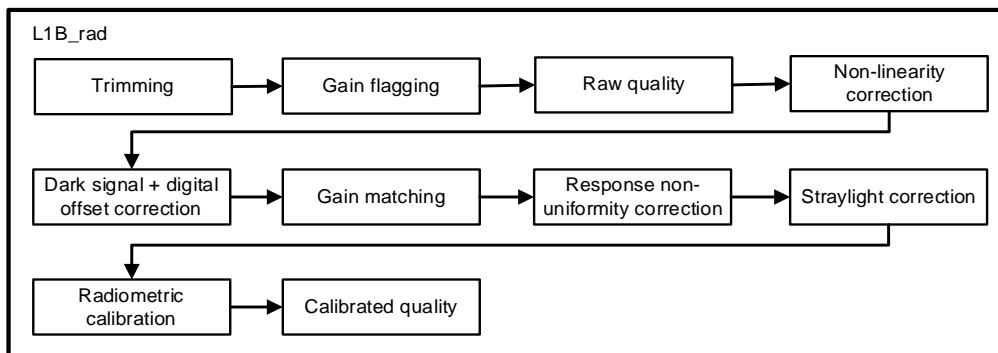 L1B_rad
Trimming
Gain flagging
Raw quality
Non-linearity
correction
Dark signal + digital
offset correction
Gain matching
Response non-
uniformity correction
Straylight correction
Radiometric
calibration
Calibrated quality